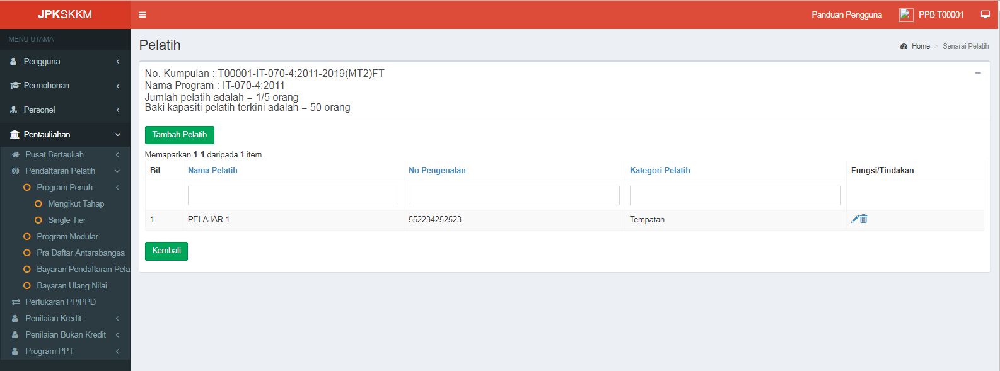 JPKSKKM
Panduan Pengguna
PPB T00001
MENU UTAMA
Pengguna
Permohonan
Personel
Pentauliahan
Pusat Bertauliah
Pendaftaran Pelatih
Program Penuh
Mengikut Tahap
Single Tier
Program Modular
Pra Daftar Antarabangsa
Bayaran Pendaftaran Pela
Bayaran Ulang Nilai
Pertukaran PP/PPD
Penilaian Kredit
Penilaian Bukan Kredit
Program PPT
Pelatih
Home > Senarai Pelatih
No. Kumpulan : T00001-IT-070-4:2011-2019(MT2)FT
Nama Program : IT-070-4:2011
Jumlah pelatih adalah = 1/5 orang
Baki kapasiti pelatih terkini adalah = 50 orang
Tambah Pelatih
Memaparkan 1-1 daripada 1 item.
Bil Nama Pelatih No Pengenalan Kategori Pelatih Fungsi/Tindakan
1 PELAJAR 1 552234252523 Tempatan
Kembali